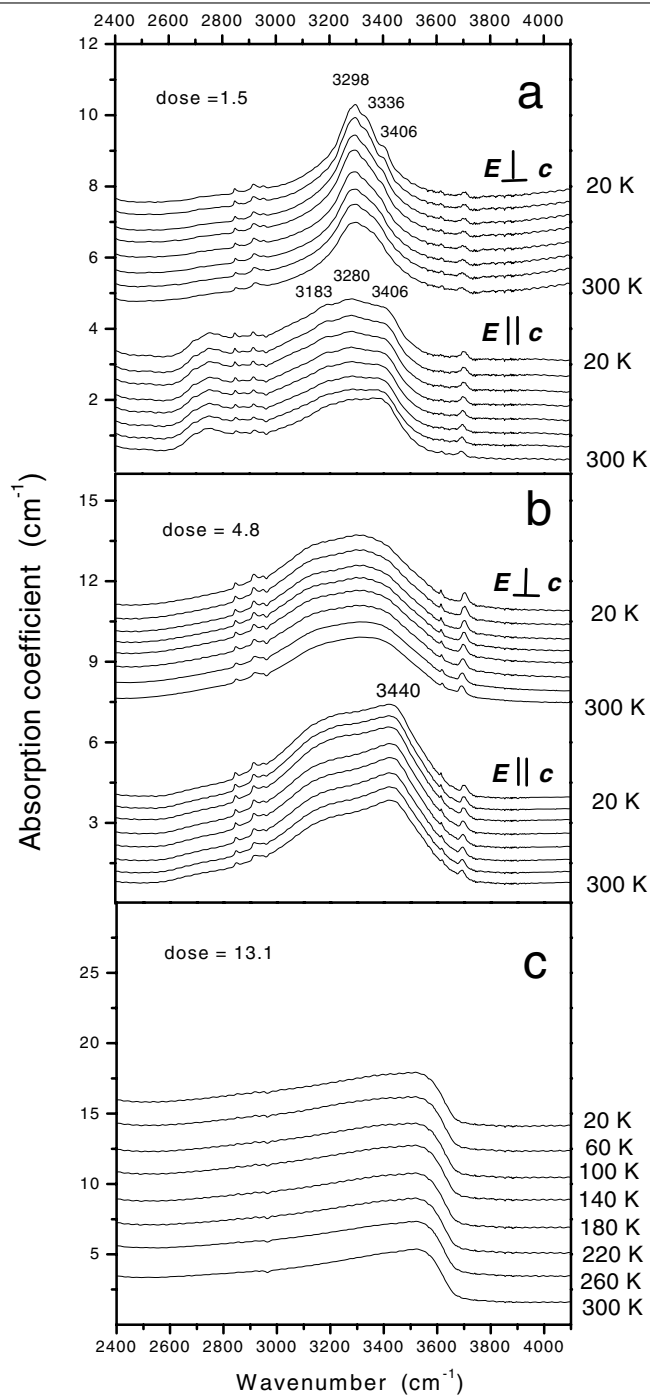 2400 2600 2800 3000 3200 3400 3600 3800 4000
12
3298
dose =1.5
3336
a
10
3406
E ⊥ c
8
20 K
6
3280
300 K
3183
3406
4
E || c
20 K
2
300 K
15
b
dose = 4.8
12
E ⊥ c
20 K
9
3440
300 K
6
E || c
20 K
3
300 K
dose = 13.1
c
25
20
15
20 K
60 K
10
100 K
140 K
180 K
5
220 K
260 K
300 K
2400 2600 2800 3000 3200 3400 3600 3800 4000
Wavenumber (cm-1)
Absorption coefficient (cm-1)